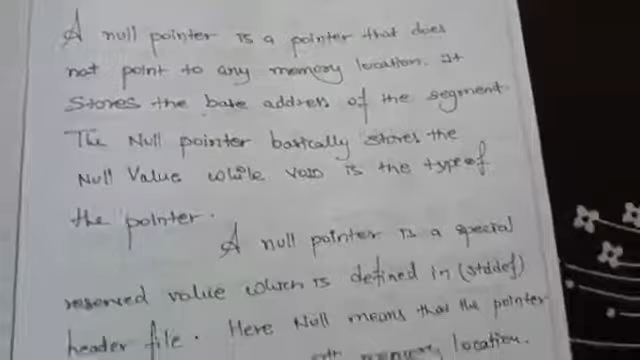 A null pointer is a pointer that does
not point to any memory location. It
stores the base address of the segment.
The Null pointer basically stores the
Null Value while void is the type of
the pointer.
A null pointer is a special
reserved value which is defined in (stddef)
header file. Here Null means that the pointer
memory location.